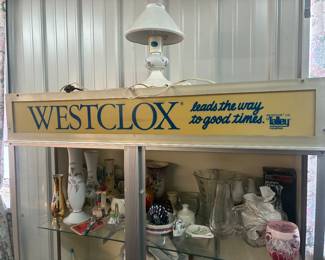 WESTCLOX®
leads the way
to good times.
Talley